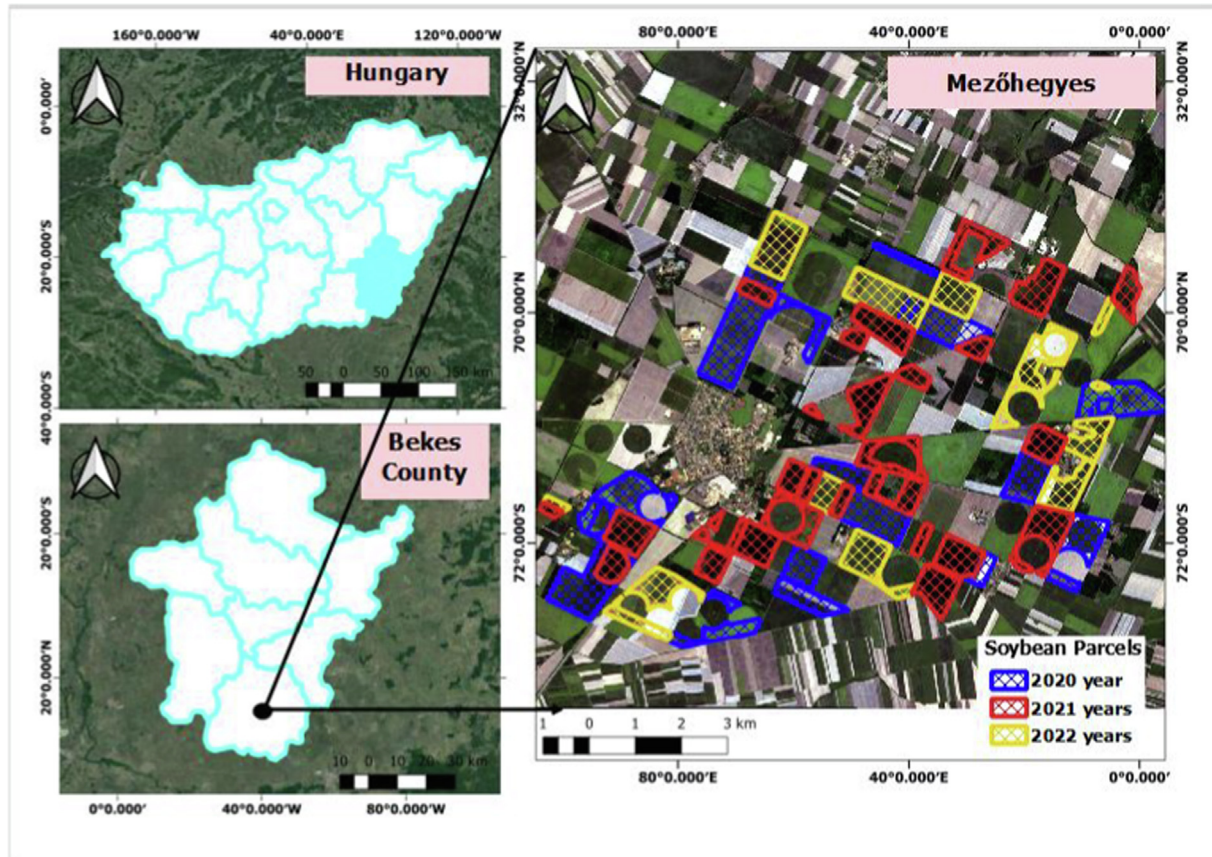 160°0.000'W 40°0.000'W 120°0.000'W
Hungary
0°0.000'
20°0.000'S
40°0.000'S
50 0 50 100 150 km
Bekes
County
20°0.000'S
20°0.000'N
10 0 10 20 30 km
0°0.000' 40°0.000'W 80°0.000'W
80°0.000'E 40°0.000'E 0°0.000'
Mezőhegyes
32°0.000'N
70°0.000'N
72°0.000'S
32°0.000'N
70°0.000'N
72°0.000'S
Soybean Parcels
2020 year
2021 years
2022 years
1 0 1 2 3 km
80°0.000'E 40°0.000'E 0°0.000'